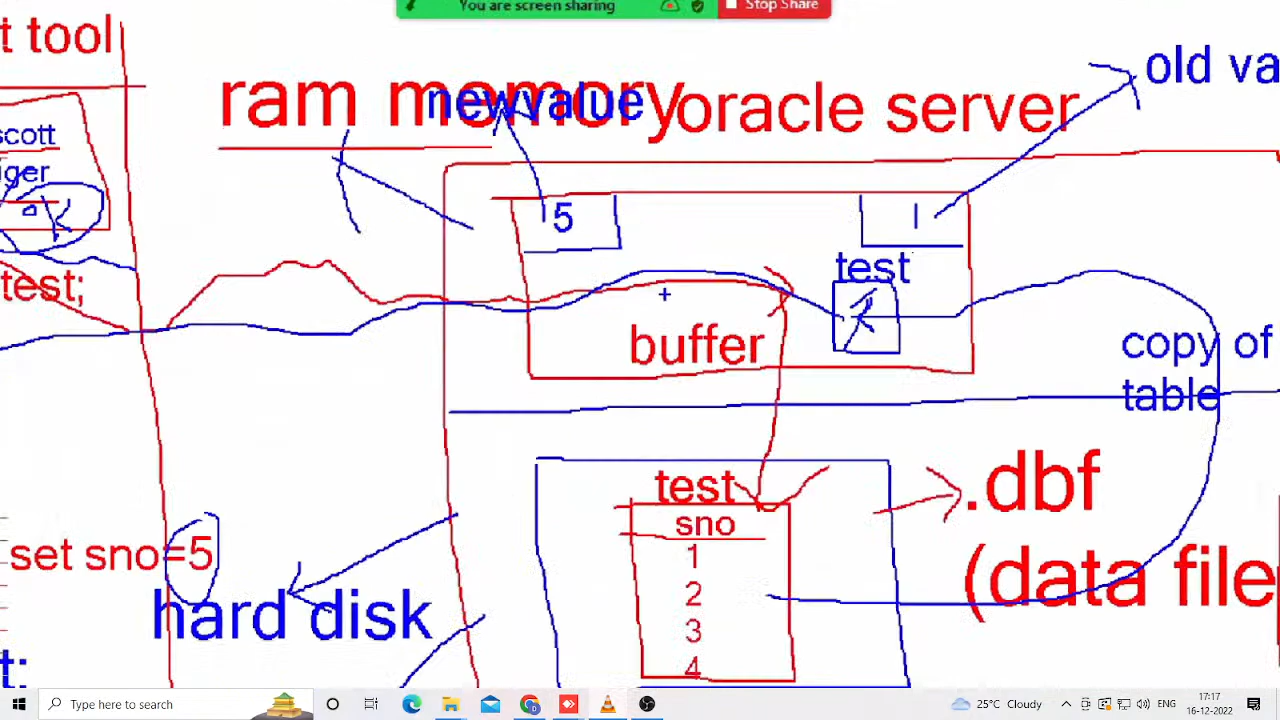 You are screen sharing
Stop Share
t tool
ram memory
newvalue
oracle server
old va
scott
iger
5
1
test
test;
buffer
copy of
table
test
.dbf
sno
1
2
3
4
set sno=5
(data file
hard disk
t;
Type here to search
25°C Cloudy
17:17
16-12-2022